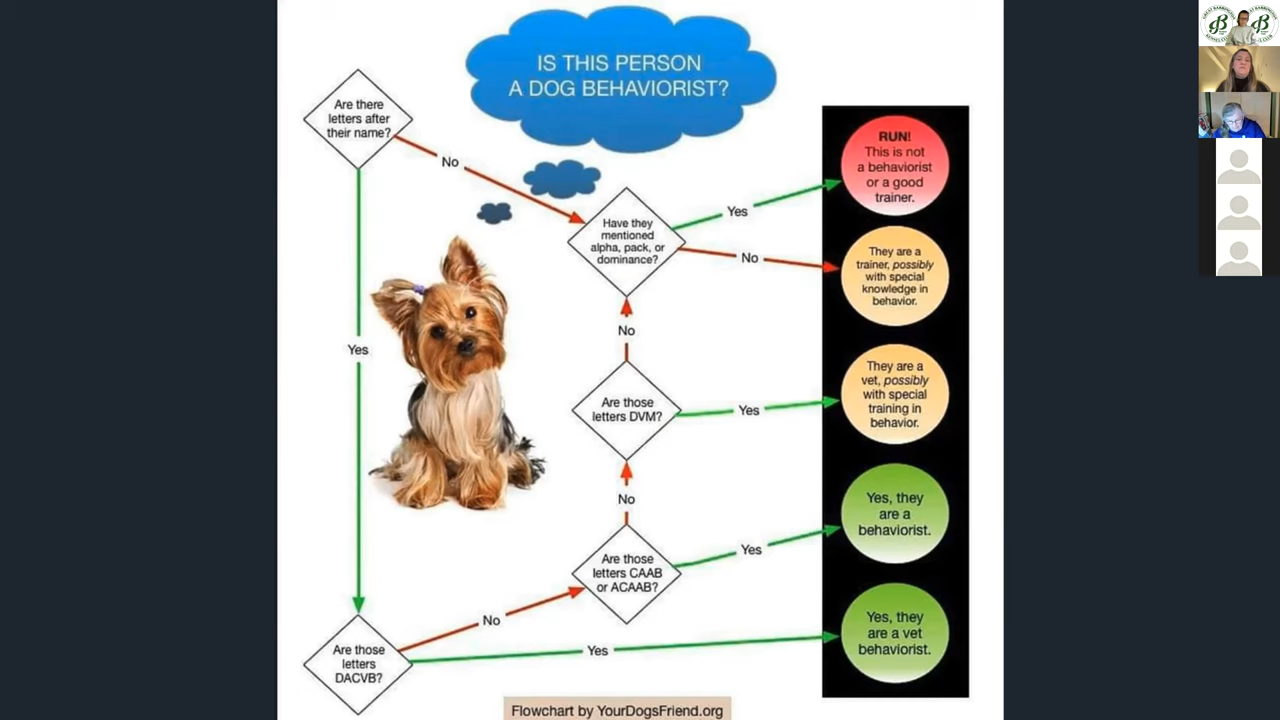 IS THIS PERSON
A DOG BEHAVIORIST?
Are there
letters after
their name?
No
Yes
Have they
mentioned
alpha, pack, or
dominance?
Yes
No
RUN!
This is not
a behaviorist
or a good
trainer.
They are a
trainer, possibly
with special
knowledge in
behavior.
No
Are those
letters DVM?
Yes
They are a
vet, possibly
with special
training in
behavior.
No
Are those
letters CAAB
or ACAAB?
Yes
Yes, they
are a
behaviorist.
No
Are those
letters
DACVB?
Yes
Yes, they
are a vet
behaviorist.
Flowchart by YourDogsFriend.org